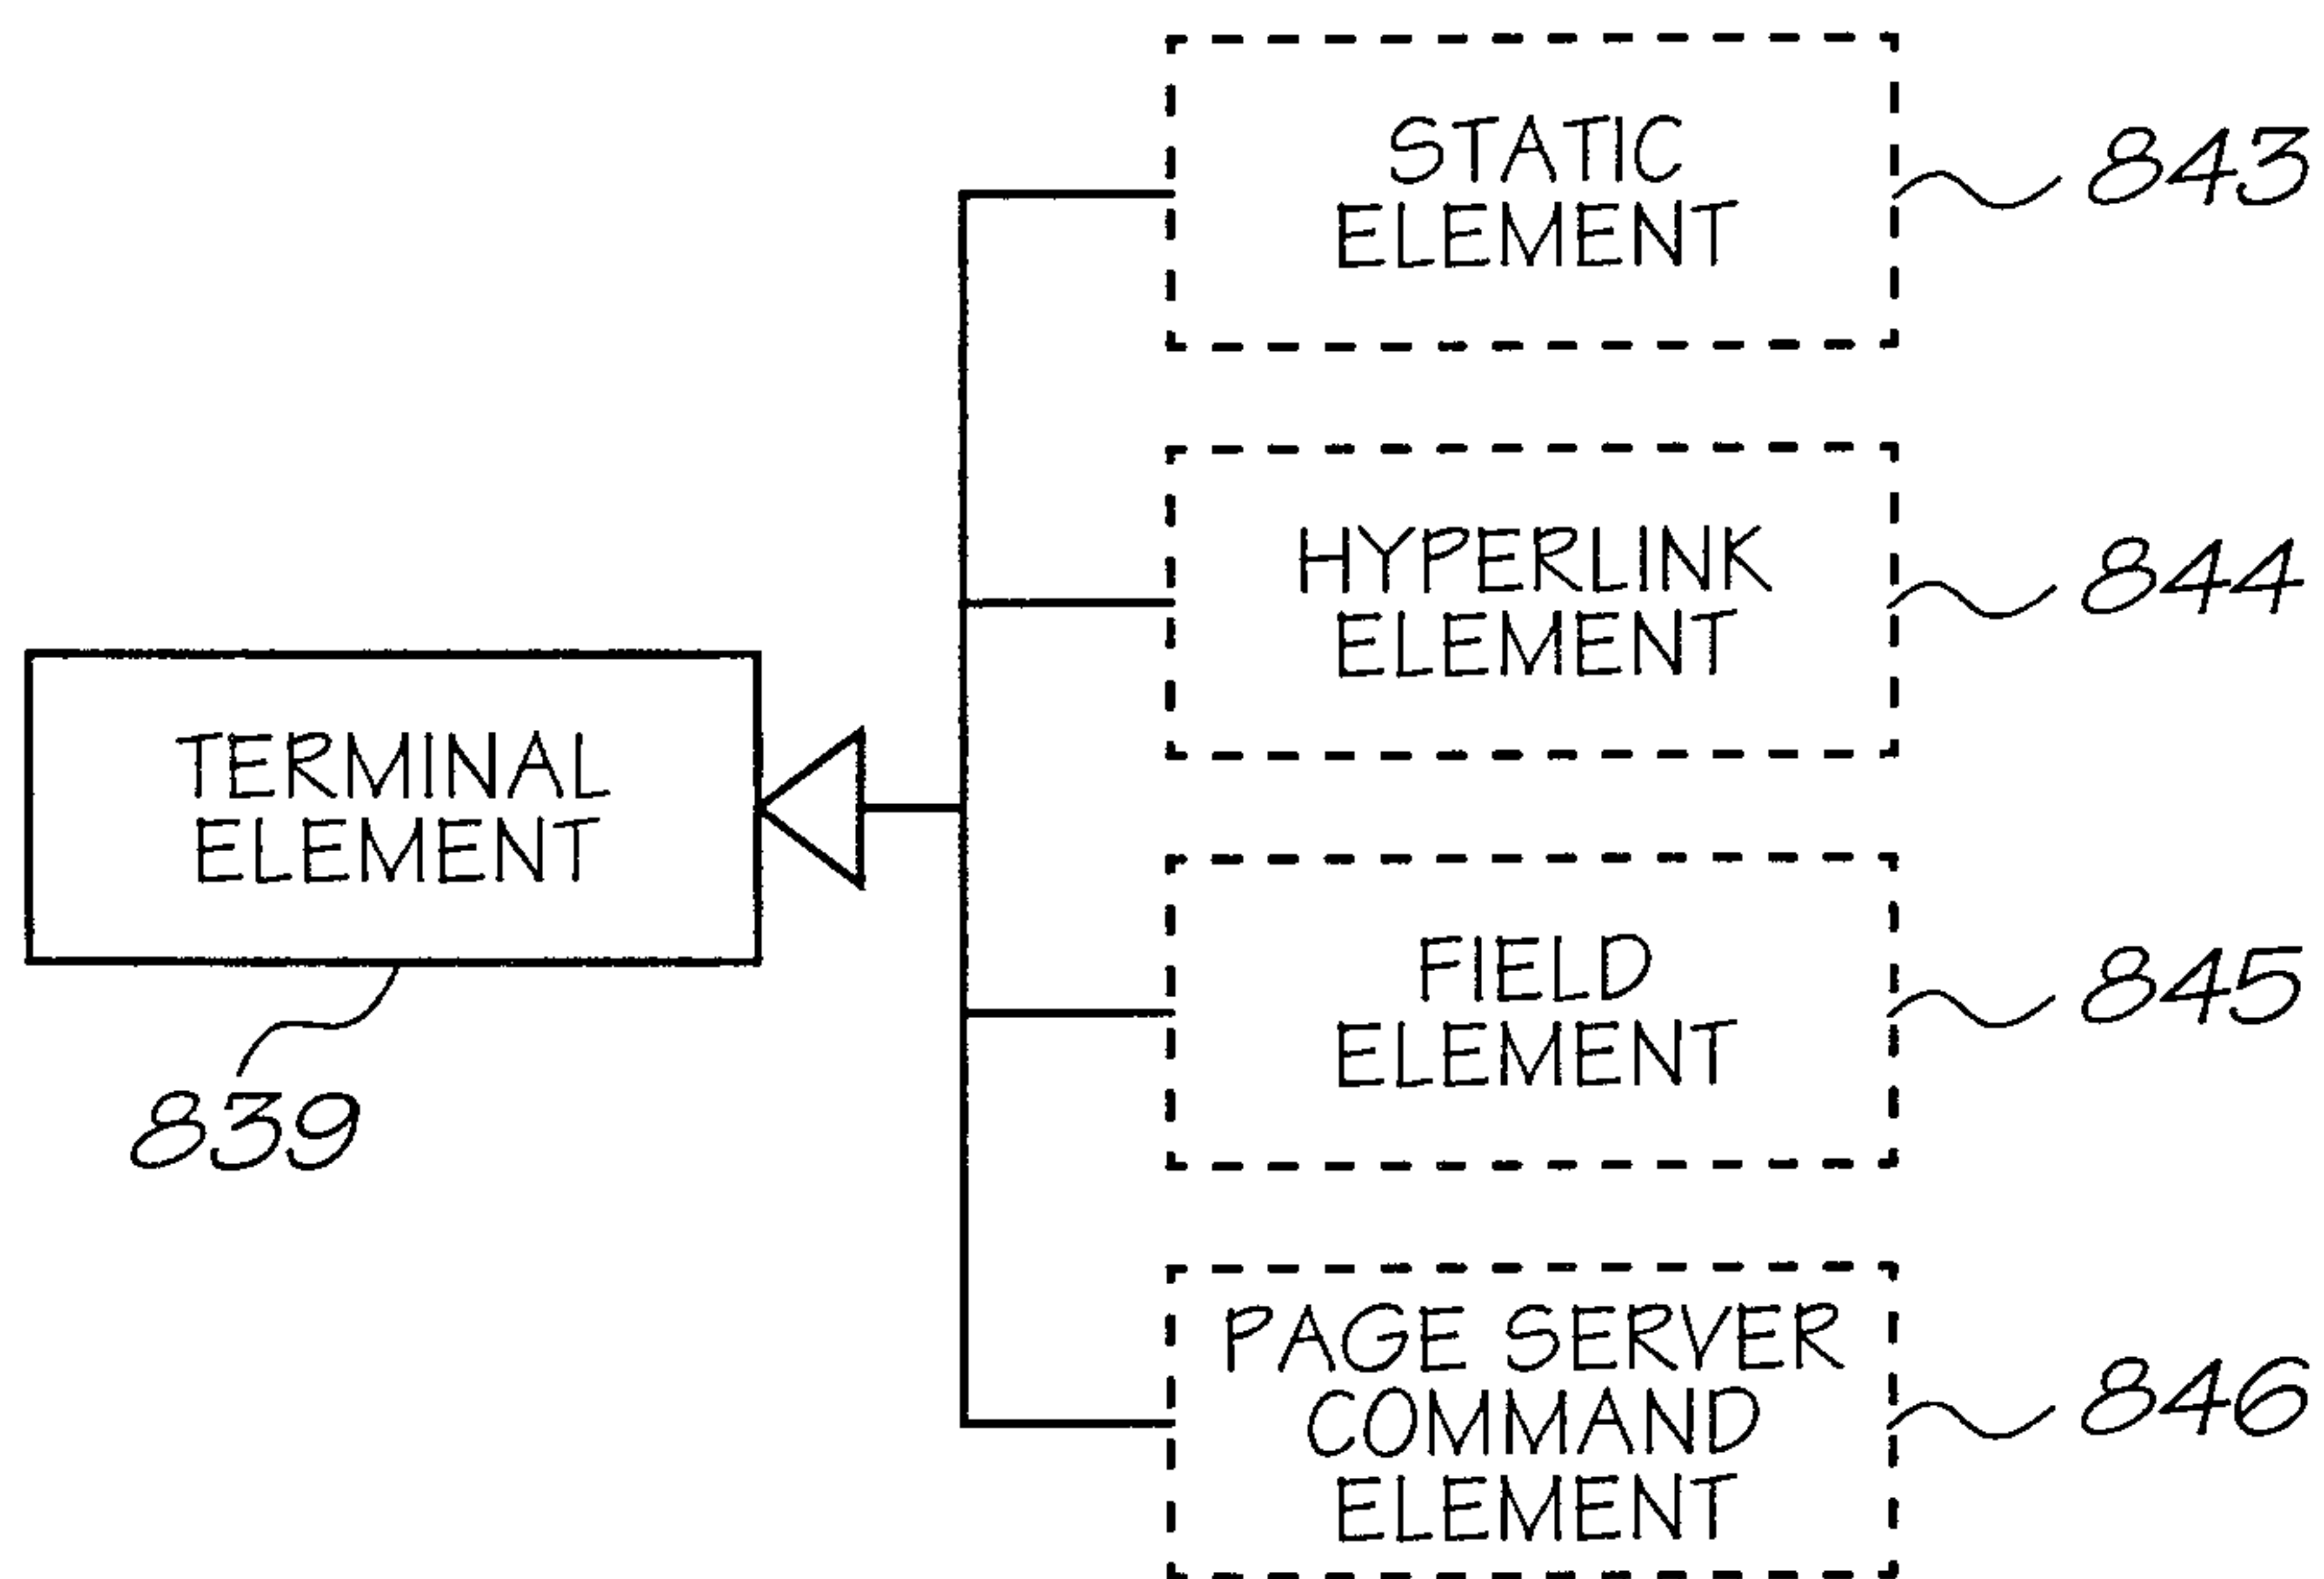 STATIC
ELEMENT
843
HYPERLINK
ELEMENT
844
TERMINAL
ELEMENT
839
FIELD
ELEMENT
845
PAGE SERVER
COMMAND
ELEMENT
846